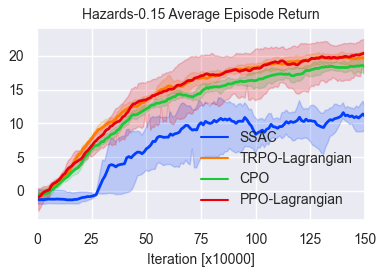 Hazards-0.15 Average Episode Return
20
15
10
5
0
SSAC
TRPO-Lagrangian
CPO
PPO-Lagrangian
0 25 50 75 100 125 150
Iteration [x10000]